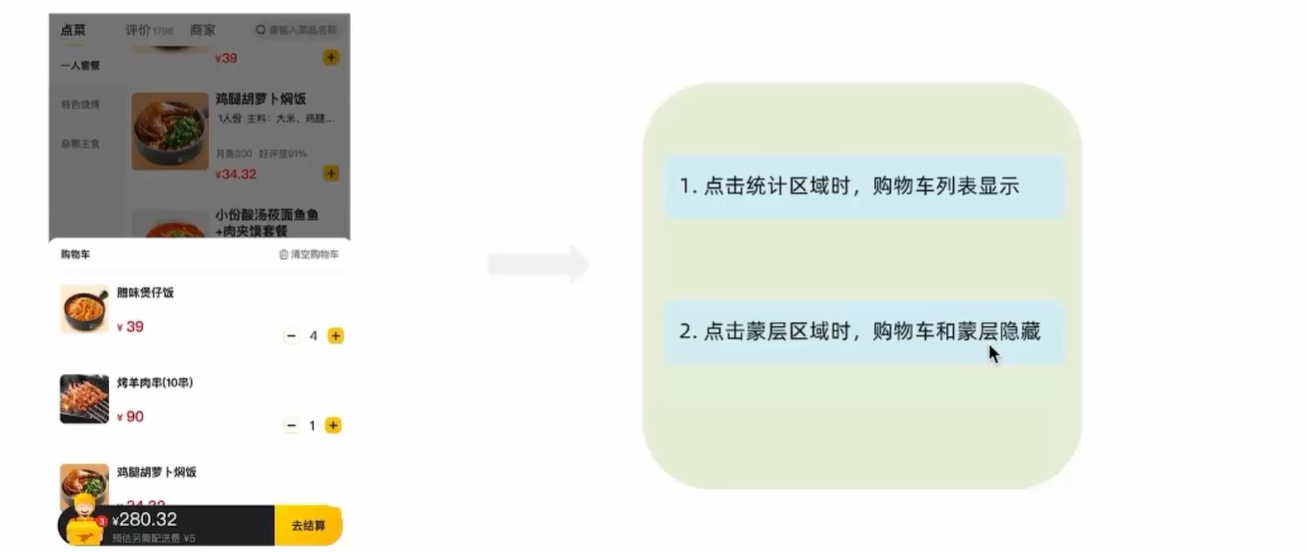 点菜 评价1798 商家 请输入菜品名称
一人套餐
¥39
特色烧烤
杂粮主食
鸡腿胡萝卜焖饭
1人份 主料：大米、鸡腿...
月售300 好评度91%
¥34.32
小份酸汤莜面鱼鱼
+肉夹馍套餐
购物车 清空购物车
腊味煲仔饭
¥ 39
4
烤羊肉串(10串)
¥ 90
1
鸡腿胡萝卜焖饭
¥ 34.32
3
¥280.32
预估另需配送费 ¥5
去结算
1. 点击统计区域时，购物车列表显示
2. 点击蒙层区域时，购物车和蒙层隐藏